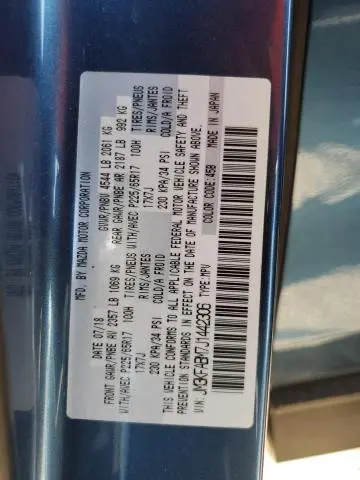 MFD. BY MAZDA MOTOR CORPORATION
DATE 07/18 GVWR/PNBV 4544 LB 2061 KG
FRONT GAWR/PNBE AV 2357 LB 1069 KG REAR GAWR/PNBE AR 2187 LB 992 KG
WITH/AVEC P225/65R17 100H TIRES/PNEUS WITH/AVEC P225/65R17 100H TIRES/PNEUS
17X7J RIMS/JANTES 17X7J RIMS/JANTES
230 KPA/34 PSI COLD/A FROID 230 KPA/34 PSI COLD/A FROID
THIS VEHICLE CONFORMS TO ALL APPLICABLE FEDERAL MOTOR VEHICLE SAFETY AND THEFT
PREVENTION STANDARDS IN EFFECT ON THE DATE OF MANUFACTURE SHOWN ABOVE.
VIN: JM3KFABM7J1442306 TYPE: MPV COLOR CODE:45B MADE IN JAPAN